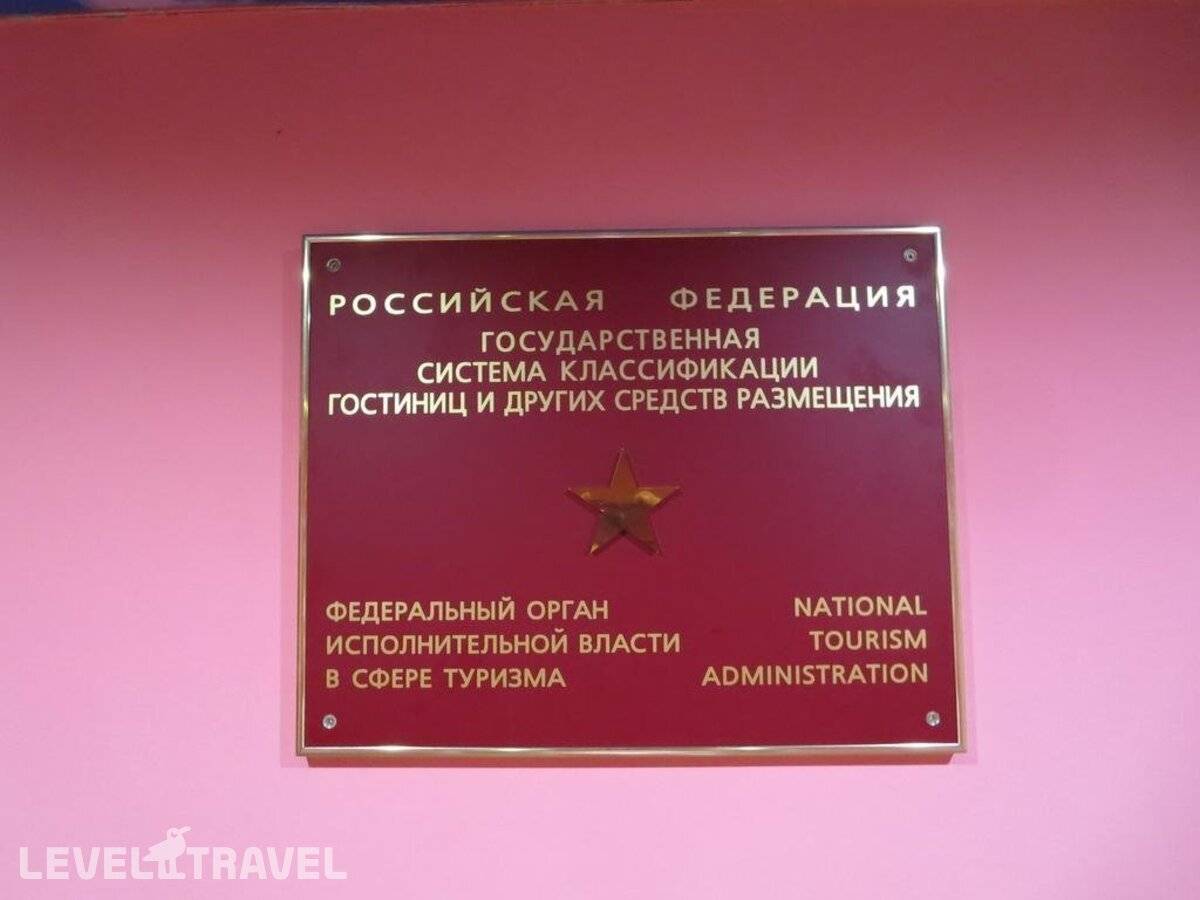 РОССИЙСКАЯ ФЕДЕРАЦИЯ
ГОСУДАРСТВЕННАЯ
СИСТЕМА КЛАССИФИКАЦИИ
ГОСТИНИЦ И ДРУГИХ СРЕДСТВ РАЗМЕЩЕНИЯ
ФЕДЕРАЛЬНЫЙ ОРГАН
ИСПОЛНИТЕЛЬНОЙ ВЛАСТИ
В СФЕРЕ ТУРИЗМА
NATIONAL
TOURISM
ADMINISTRATION
LEVEL TRAVEL